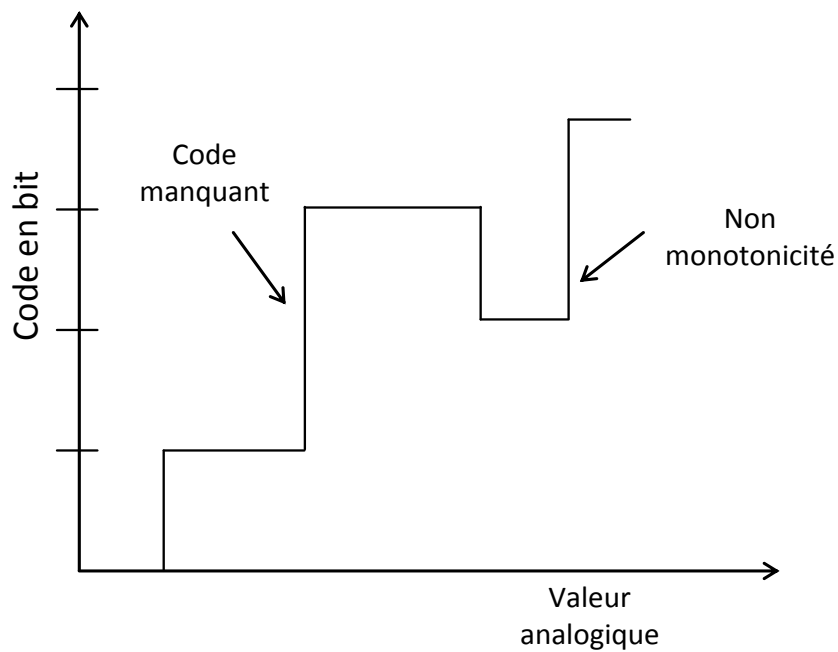 Code
manquant
Non
monotonicité
Code en bit
Valeur
analogique